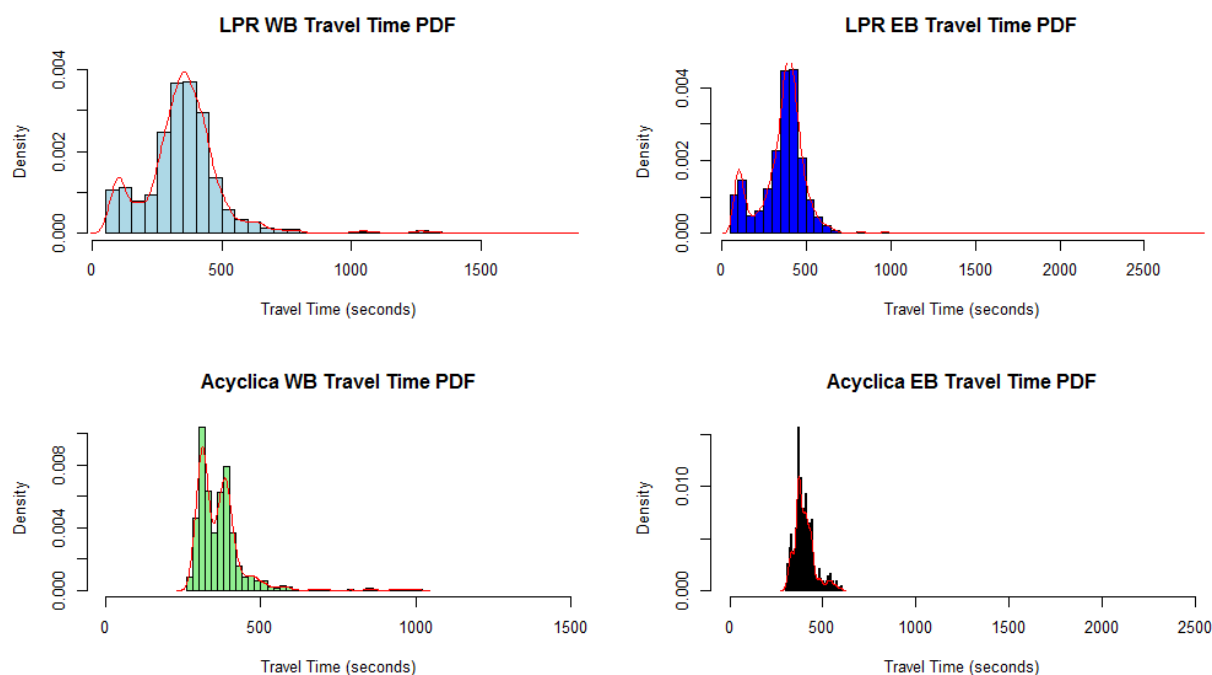 LPR WB Travel Time PDF
Density
0.000
0.002
0.004
0 500 1000 1500
Travel Time (seconds)
LPR EB Travel Time PDF
Density
0.000
0.002
0.004
0 500 1000 1500 2000 2500
Travel Time (seconds)
Acyclica WB Travel Time PDF
Density
0.000
0.004
0.008
0 500 1000 1500
Travel Time (seconds)
Acyclica EB Travel Time PDF
Density
0.000
0.010
0 500 1000 1500 2000 2500
Travel Time (seconds)